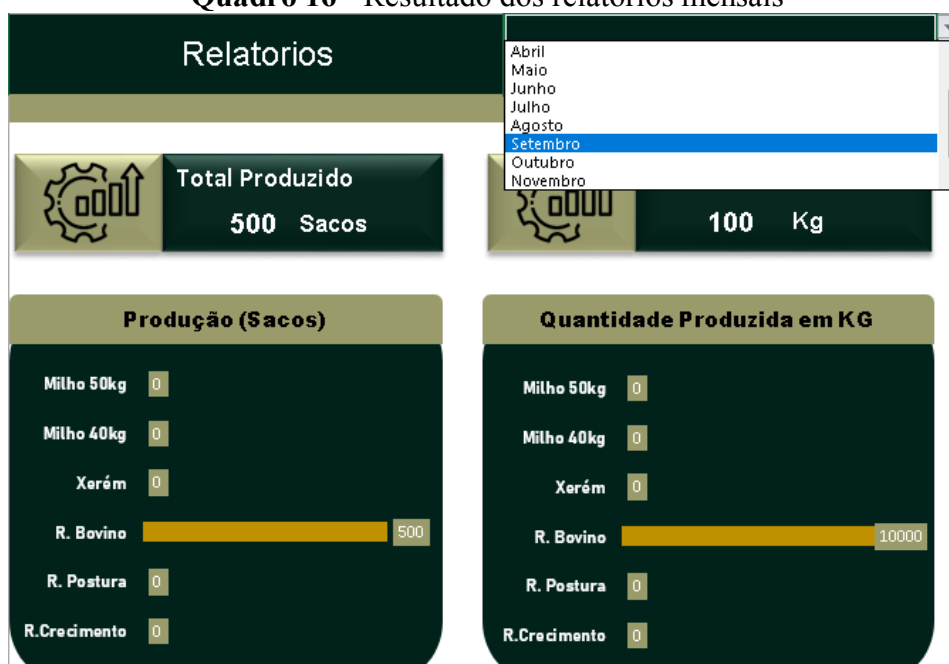 Quadro 16 - Resultado dos relatórios mensais
Relatorios
Abril
Maio
Junho
Julho
Agosto
Setembro
Outubro
Novembro
Total Produzido
500 Sacos
100 Kg
Produção (Sacos)
Milho 50kg 0
Milho 40kg 0
Xerém 0
R. Bovino 500
R. Postura 0
R.Crecimento 0
Quantidade Produzida em KG
Milho 50kg 0
Milho 40kg 0
Xerém 0
R. Bovino 10000
R. Postura 0
R.Crecimento 0